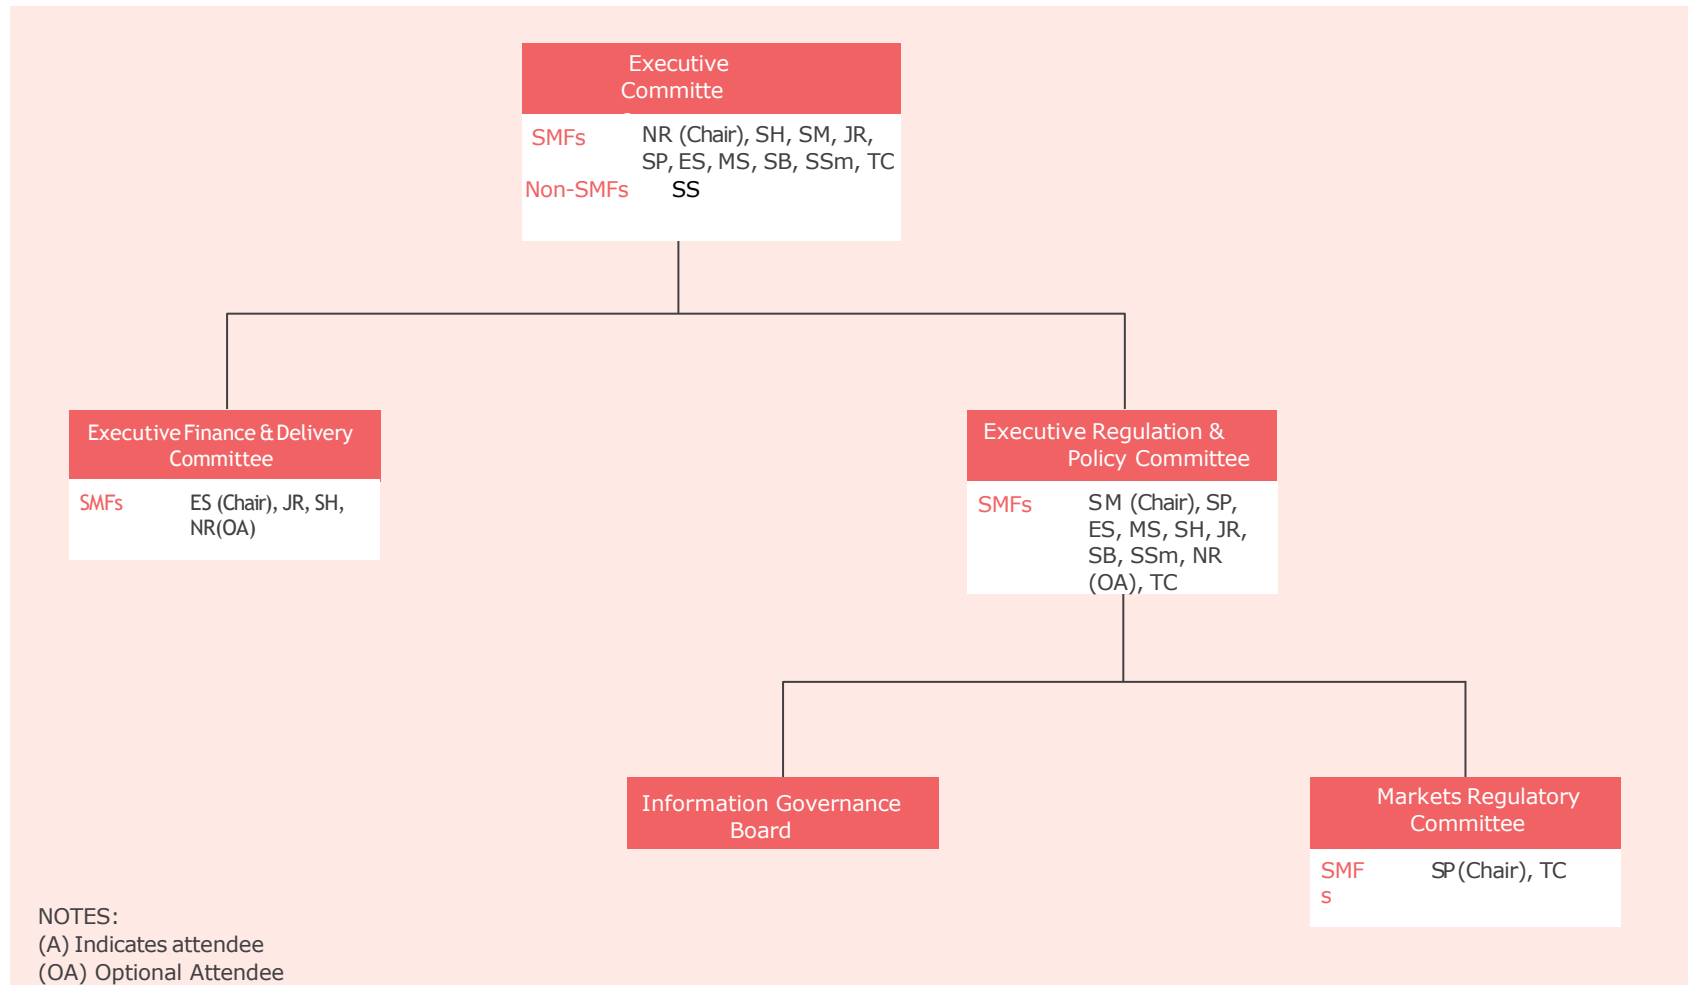 Executive
Committe
SMFs NR (Chair), SH, SM, JR,
SP, ES, MS, SB, SSm, TC
Non-SMFs SS
Executive Finance & Delivery
Committee
SMFs ES (Chair), JR, SH,
NR(OA)
Executive Regulation &
Policy Committee
SMFs SM (Chair), SP,
ES, MS, SH, JR,
SB, SSm, NR
(OA), TC
Information Governance
Board
Markets Regulatory
Committee
SMF SP(Chair), TC
s
NOTES:
(A) Indicates attendee
(OA) Optional Attendee